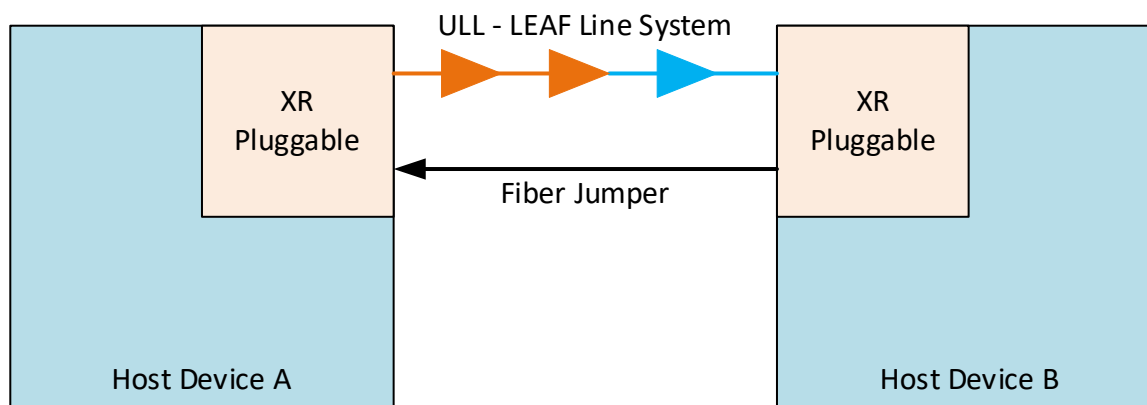 ULL - LEAF Line System
XR
Pluggable
XR
Pluggable
Fiber Jumper
Host Device A
Host Device B